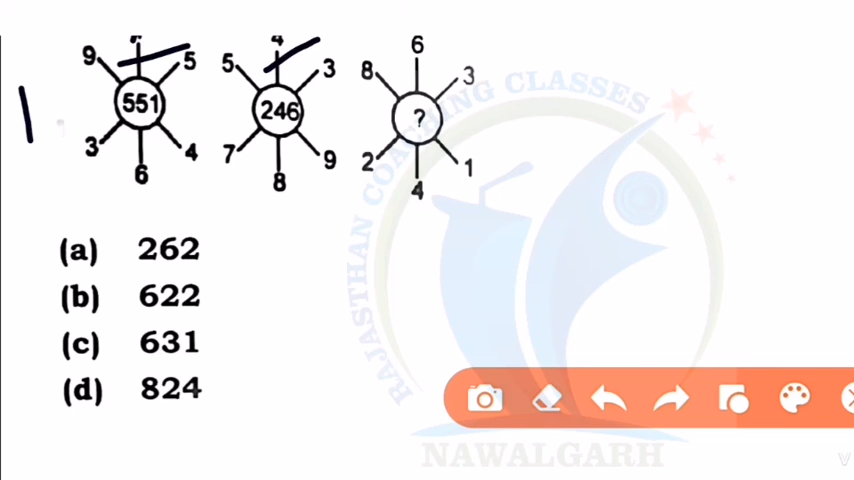 9 5
551
3 6 4
5 4 3
246
7 8 9
8 6 3
?
2 4 1
(a) 262
(b) 622
(c) 631
(d) 824
RAJASTHAN COACHING CLASSES
NAWALGARH